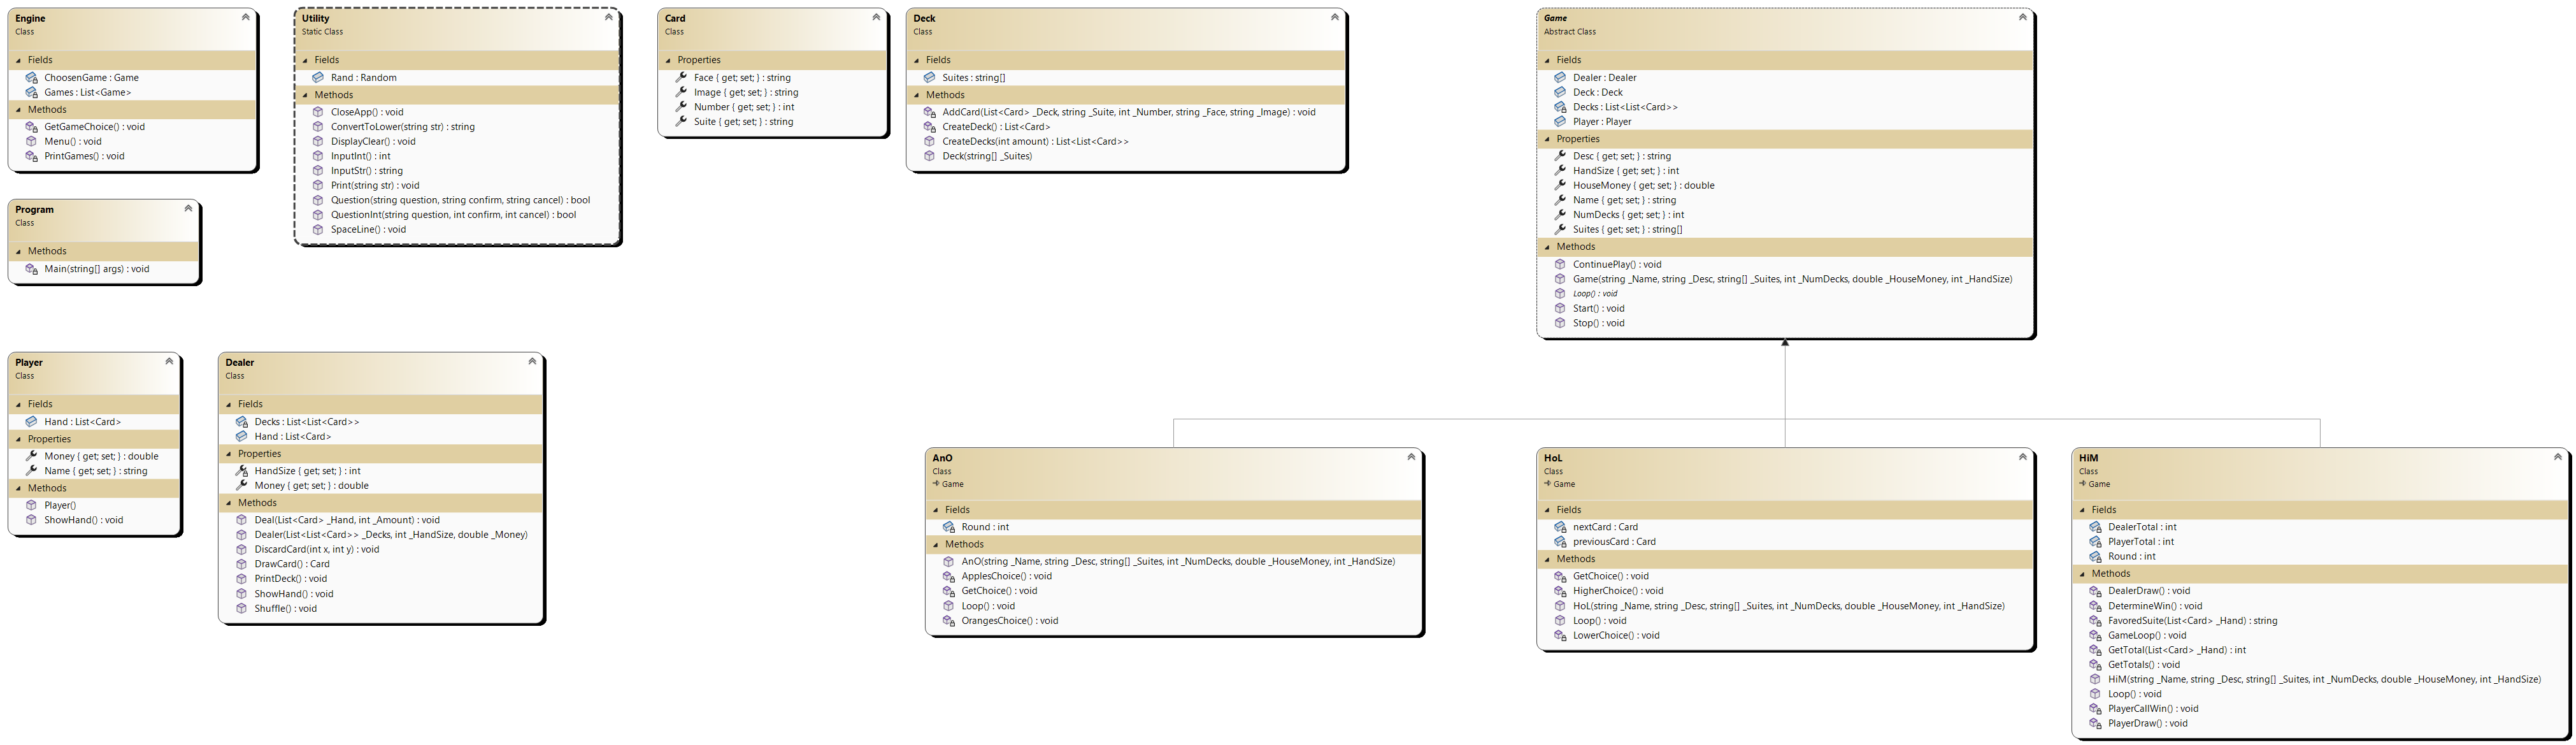 Engine
Class
Fields
ChoosenGame : Game
Games : List<Game>
Methods
GetGameChoice() : void
Menu() : void
PrintGames() : void
Utility
Static Class
Fields
Rand : Random
Methods
CloseApp() : void
ConvertToLower(string str) : string
DisplayClear() : void
InputInt() : int
InputStr() : string
Print(string str) : void
Question(string question, string confirm, string cancel) : bool
QuestionInt(string question, int confirm, int cancel) : bool
SpaceLine() : void
Card
Class
Properties
Face { get; set; } : string
Image { get; set; } : string
Number { get; set; } : int
Suite { get; set; } : string
Deck
Class
Fields
Suites : string[]
Methods
AddCard(List<Card> _Deck, string _Suite, int _Number, string _Face, string _Image) : void
CreateDeck() : List<Card>
CreateDecks(int amount) : List<List<Card>>
Deck(string[] _Suites)
Game
Abstract Class
Fields
Dealer : Dealer
Deck : Deck
Decks : List<List<Card>>
Player : Player
Properties
Desc { get; set; } : string
HandSize { get; set; } : int
HouseMoney { get; set; } : double
Name { get; set; } : string
NumDecks { get; set; } : int
Suites { get; set; } : string[]
Methods
ContinuePlay() : void
Game(string _Name, string _Desc, string[] _Suites, int _NumDecks, double _HouseMoney, int _HandSize)
Loop() : void
Start() : void
Stop() : void
Program
Class
Methods
Main(string[] args) : void
Player
Class
Fields
Hand : List<Card>
Properties
Money { get; set; } : double
Name { get; set; } : string
Methods
Player()
ShowHand() : void
Dealer
Class
Fields
Decks : List<List<Card>>
Hand : List<Card>
Properties
HandSize { get; set; } : int
Money { get; set; } : double
Methods
Deal(List<Card> _Hand, int _Amount) : void
Dealer(List<List<Card>> _Decks, int _HandSize, double _Money)
DiscardCard(int x, int y) : void
DrawCard() : Card
PrintDeck() : void
ShowHand() : void
Shuffle() : void
AnO
Class
Game
Fields
Round : int
Methods
AnO(string _Name, string _Desc, string[] _Suites, int _NumDecks, double _HouseMoney, int _HandSize)
ApplesChoice() : void
GetChoice() : void
Loop() : void
OrangesChoice() : void
HoL
Class
Game
Fields
nextCard : Card
previousCard : Card
Methods
GetChoice() : void
HigherChoice() : void
HoL(string _Name, string _Desc, string[] _Suites, int _NumDecks, double _HouseMoney, int _HandSize)
Loop() : void
LowerChoice() : void
HiM
Class
Game
Fields
DealerTotal : int
PlayerTotal : int
Round : int
Methods
DealerDraw() : void
DetermineWin() : void
FavoredSuite(List<Card> _Hand) : string
GameLoop() : void
GetTotal(List<Card> _Hand) : int
GetTotals() : void
HiM(string _Name, string _Desc, string[] _Suites, int _NumDecks, double _HouseMoney, int _HandSize)
Loop() : void
PlayerCallWin() : void
PlayerDraw() : void